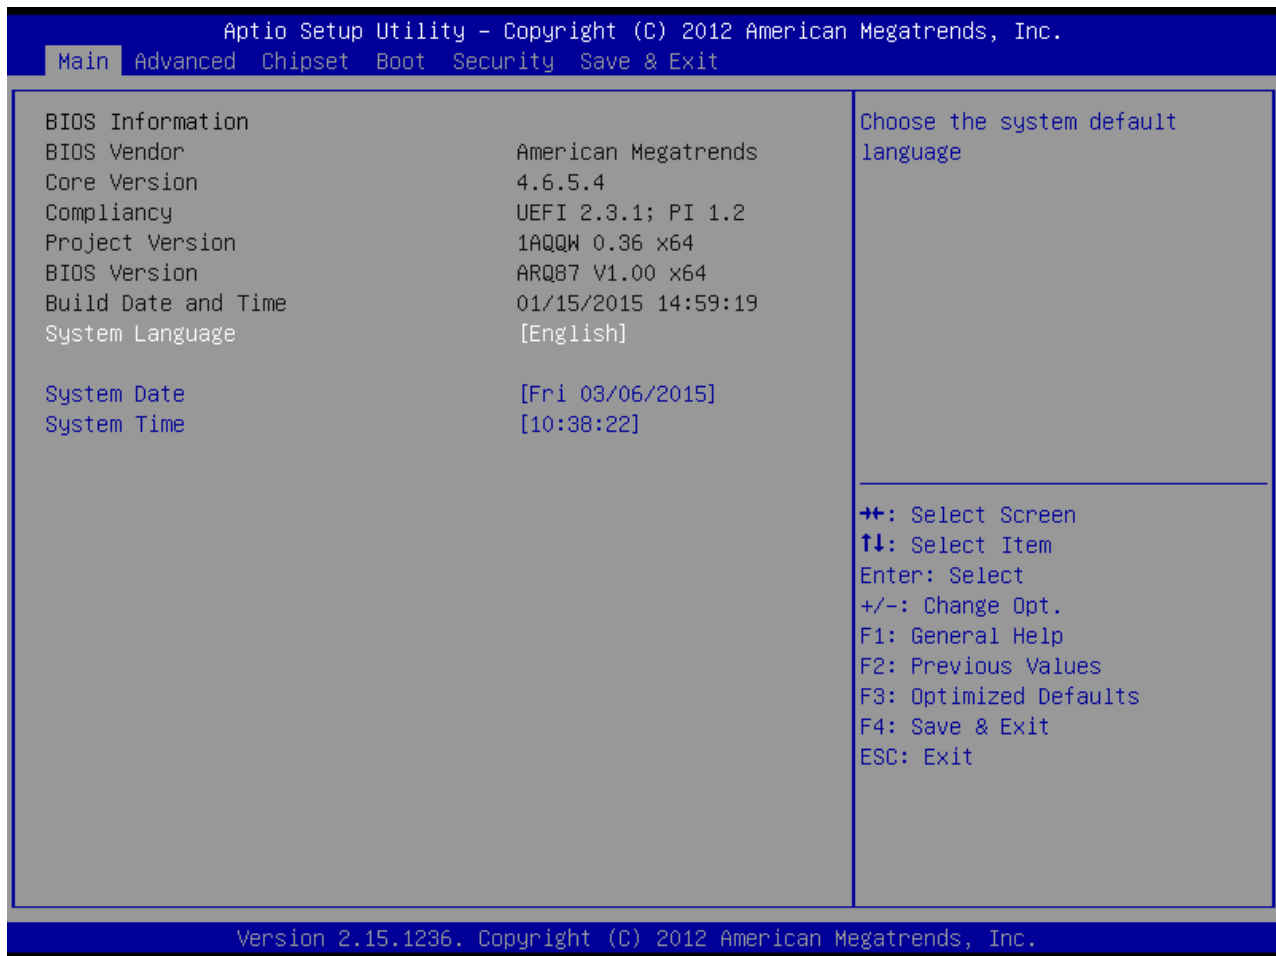 Aptio Setup Utility – Copyright (C) 2012 American Megatrends, Inc.
Main Advanced Chipset Boot Security Save & Exit
BIOS Information
BIOS Vendor American Megatrends
Core Version 4.6.5.4
Compliancy UEFI 2.3.1; PI 1.2
Project Version 1AQQW 0.36 x64
BIOS Version ARQ87 V1.00 x64
Build Date and Time 01/15/2015 14:59:19
System Language [English]
System Date [Fri 03/06/2015]
System Time [10:38:22]
Choose the system default
language
→←: Select Screen
↑↓: Select Item
Enter: Select
+/-: Change Opt.
F1: General Help
F2: Previous Values
F3: Optimized Defaults
F4: Save & Exit
ESC: Exit
Version 2.15.1236. Copyright (C) 2012 American Megatrends, Inc.